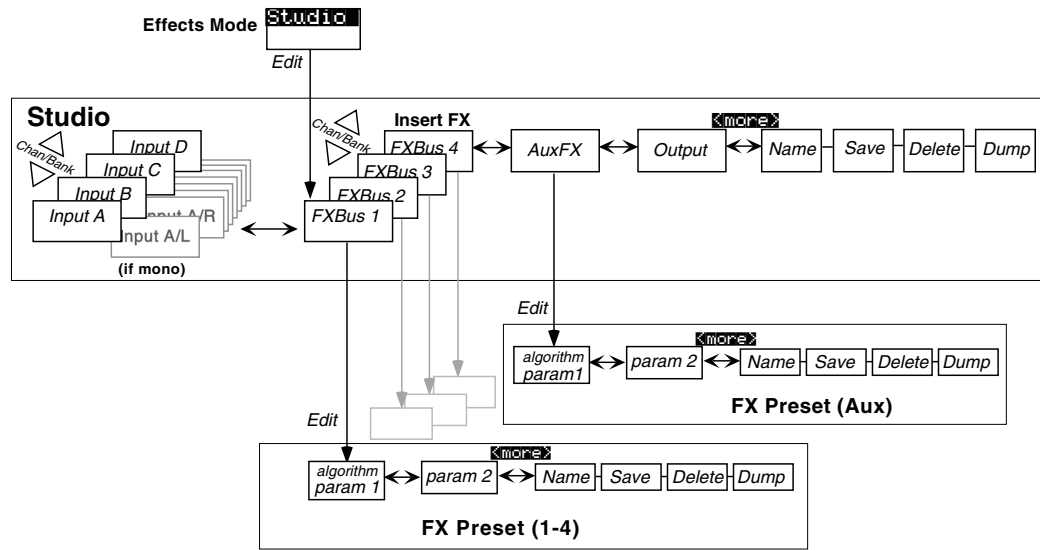 Effects Mode
Studio
Edit
Studio
Chan/Bank
Input D
Input C
Input B
Input A
Input A/R
Input A/L
(if mono)
Chan/Bank
Insert FX
FXBus 4
FXBus 3
FXBus 2
FXBus 1
AuxFX
Output
<more>
Name
Save
Delete
Dump
Edit
<more>
algorithm
param1
param 2
Name
Save
Delete
Dump
FX Preset (Aux)
Edit
<more>
algorithm
param 1
param 2
Name
Save
Delete
Dump
FX Preset (1-4)